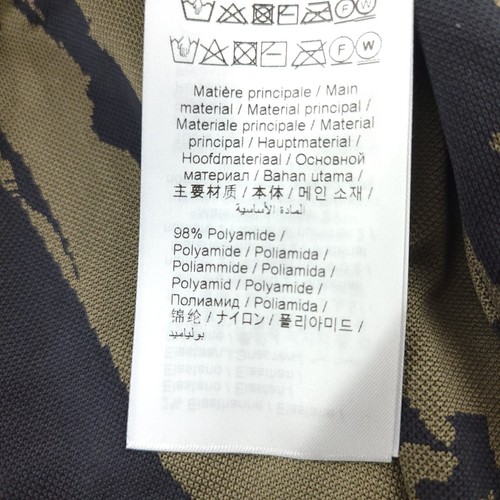 F W
F W
Matière principale / Main
material / Material principal /
Materiale principale / Material
principal / Hauptmaterial /
Hoofdmateriaal / Основной
материал / Bahan utama /
主要材质 / 本体 / 메인 소재 /
المادة الأساسية
98% Polyamide /
Polyamide / Poliamida /
Poliammide / Poliamida /
Polyamid / Polyamide /
Полиамид / Poliamida /
锦纶 / ナイロン / 폴리아미드 /
بولياميد